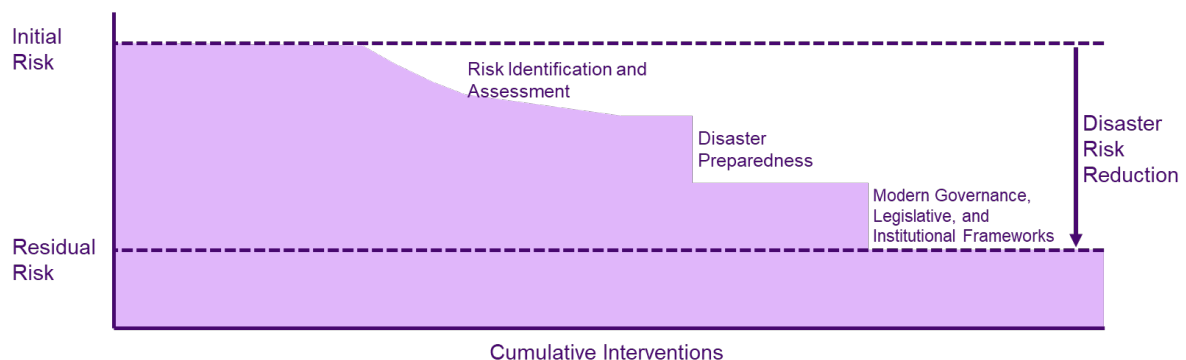 Initial
Risk
Risk Identification and
Assessment
Disaster
Preparedness
Disaster
Risk
Reduction
Modern Governance,
Legislative, and
Institutional Frameworks
Residual
Risk
Cumulative Interventions